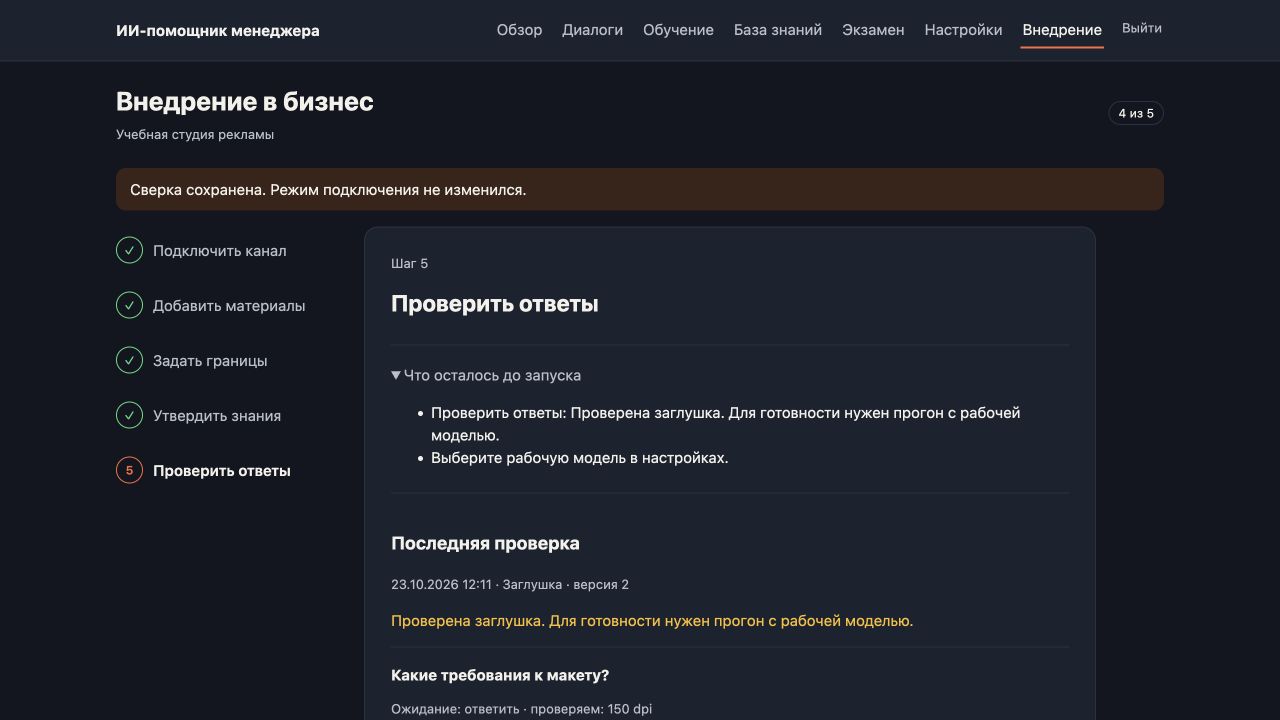 ИИ-помощник менеджера
Обзор
Диалоги
Обучение
База знаний
Экзамен
Настройки
Внедрение
Выйти
Внедрение в бизнес
Учебная студия рекламы
4 из 5
Сверка сохранена. Режим подключения не изменился.
Подключить канал
Добавить материалы
Задать границы
Утвердить знания
5 Проверить ответы
Шаг 5
Проверить ответы
Что осталось до запуска
Проверить ответы: Проверена заглушка. Для готовности нужен прогон с рабочей
моделью.
Выберите рабочую модель в настройках.
Последняя проверка
23.10.2026 12:11 · Заглушка · версия 2
Проверена заглушка. Для готовности нужен прогон с рабочей моделью.
Какие требования к макету?
Ожидание: ответить · проверяем: 150 dpi